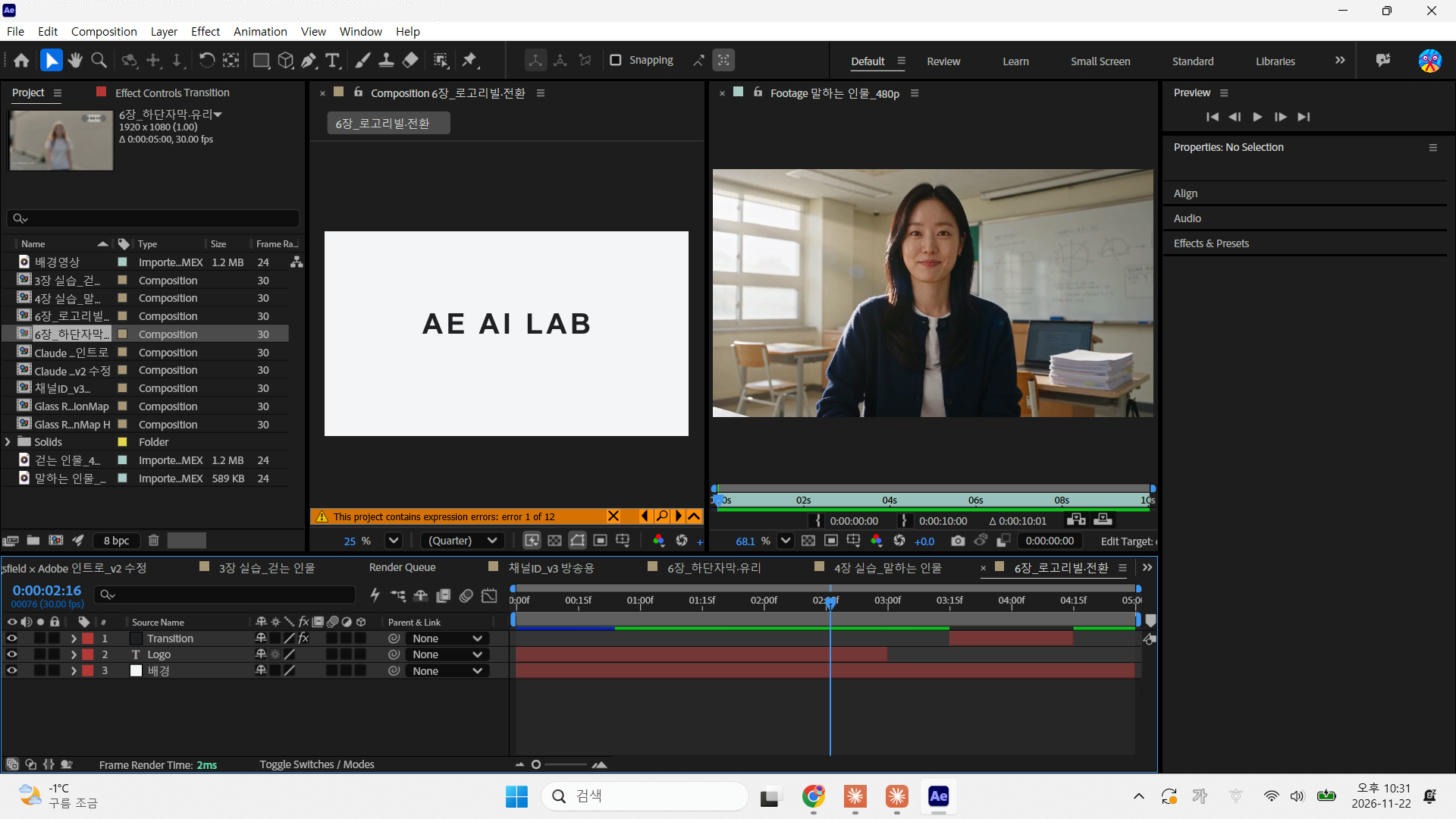 Ae
File Edit Composition Layer Effect Animation View Window Help
Snapping
Default Review Learn Small Screen Standard Libraries
Project
Effect Controls Transition
6장_하단자막·유리
1920 x 1080 (1.00)
Δ 0:00:05:00, 30.00 fps
Name Type Size Frame Ra...
배경영상 Importe...MEX 1.2 MB 24
3장 실습_걷... Composition 30
4장 실습_말... Composition 30
6장_로고리빌... Composition 30
6장_하단자막... Composition 30
Claude _인트로 Composition 30
Claude _v2 수정 Composition 30
채널ID_v3... Composition 30
Glass R...ionMap Composition 30
Glass R...nMap H Composition 30
Solids Folder
걷는 인물_4... Importe...MEX 1.2 MB 24
말하는 인물_... Importe...MEX 589 KB 24
8 bpc
Composition 6장_로고리빌·전환
6장_로고리빌·전환
AE AI LAB
This project contains expression errors: error 1 of 12
25 % (Quarter)
Footage 말하는 인물_480p
02s 04s 06s 08s
0:00:00:00 0:00:10:00 Δ 0:00:10:01
68.1 % +0.0 0:00:00:00 Edit Target:
Preview
Properties: No Selection
Align
Audio
Effects & Presets
sfield × Adobe 인트로_v2 수정 3장 실습_걷는 인물 Render Queue 채널ID_v3 방송용 6장_하단자막·유리 4장 실습_말하는 인물 6장_로고리빌·전환
0:00:02:16
00076 (30.00 fps)
:00f 00:15f 01:00f 01:15f 02:00f 03:00f 03:15f 04:00f 04:15f
# Source Name Parent & Link
1 Transition None
2 T Logo None
3 배경 None
Frame Render Time: 2ms Toggle Switches / Modes
-1°C
구름 조금
검색
Ae
가
오후 10:31
2026-11-22